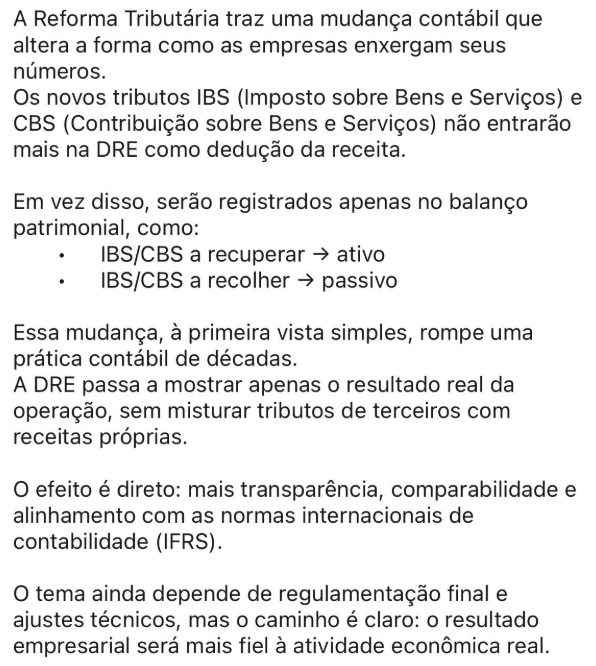 A Reforma Tributária traz uma mudança contábil que
altera a forma como as empresas enxergam seus
números.
Os novos tributos IBS (Imposto sobre Bens e Serviços) e
CBS (Contribuição sobre Bens e Serviços) não entrarão
mais na DRE como dedução da receita.

Em vez disso, serão registrados apenas no balanço
patrimonial, como:
• IBS/CBS a recuperar → ativo
• IBS/CBS a recolher → passivo

Essa mudança, à primeira vista simples, rompe uma
prática contábil de décadas.
A DRE passa a mostrar apenas o resultado real da
operação, sem misturar tributos de terceiros com
receitas próprias.

O efeito é direto: mais transparência, comparabilidade e
alinhamento com as normas internacionais de
contabilidade (IFRS).

O tema ainda depende de regulamentação final e
ajustes técnicos, mas o caminho é claro: o resultado
empresarial será mais fiel à atividade econômica real.